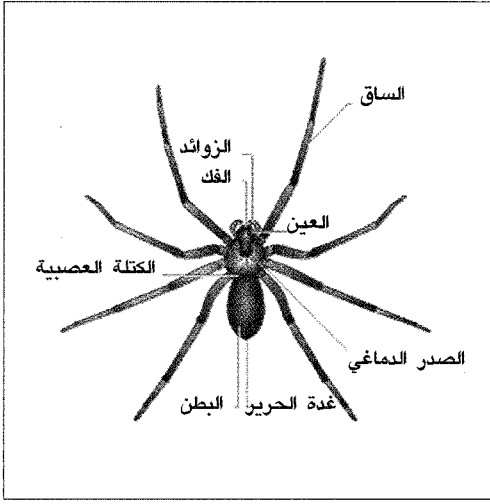 الساق
الزوائد
الفك
العين
الكتلة العصبية
الصدر الدماغي
غدة الحرير
البطن